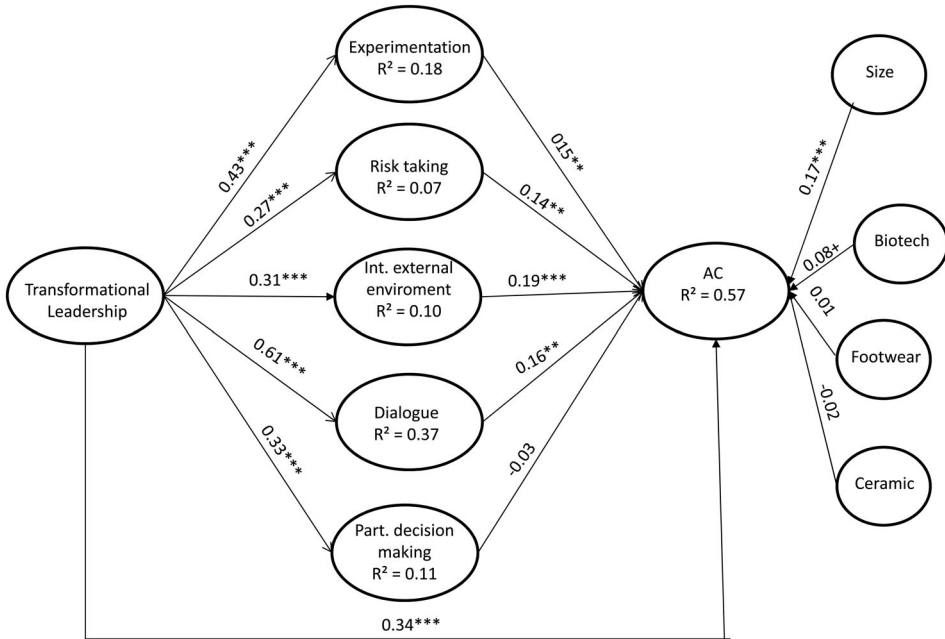 Experimentation
R² = 0.18
Size
0.43***
015**
0.17***
Risk taking
R² = 0.07
0.27***
0.14**
Biotech
0.08+
Transformational
Leadership
0.31***
Int. external
enviroment
R² = 0.10
0.19***
AC
R² = 0.57
0.01
Footwear
0.61***
0.16**
-0.02
Dialogue
R² = 0.37
0.33***
-0.03
Ceramic
Part. decision
making
R² = 0.11
0.34***